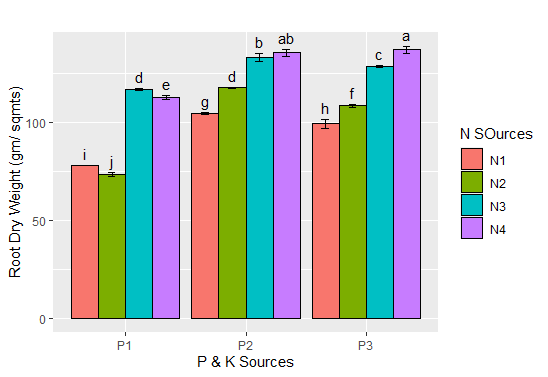 a
ab
b
c
d
e
d
f
g
h
i
j
100
50
0
P1 P2 P3
P & K Sources
Root Dry Weight (gm/ sqmts)
N SOurces
N1
N2
N3
N4